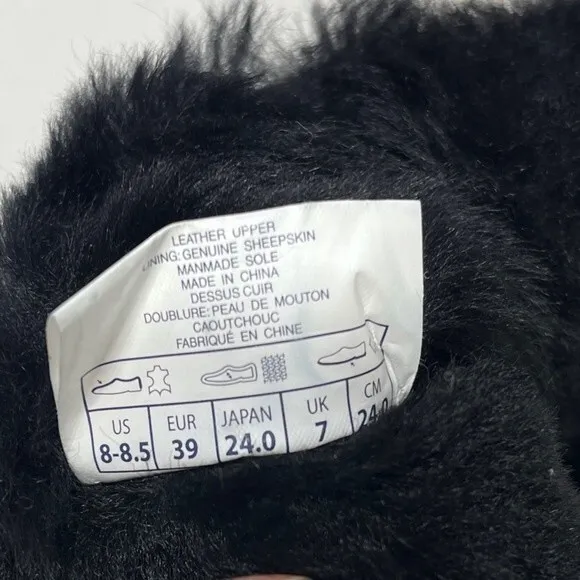 LEATHER UPPER
LINING: GENUINE SHEEPSKIN
MANMADE SOLE
MADE IN CHINA
DESSUS CUIR
DOUBLURE: PEAU DE MOUTON
CAOUTCHOUC
FABRIQUÉ EN CHINE
US EUR JAPAN UK CM
8-8.5 39 24.0 7 24.0